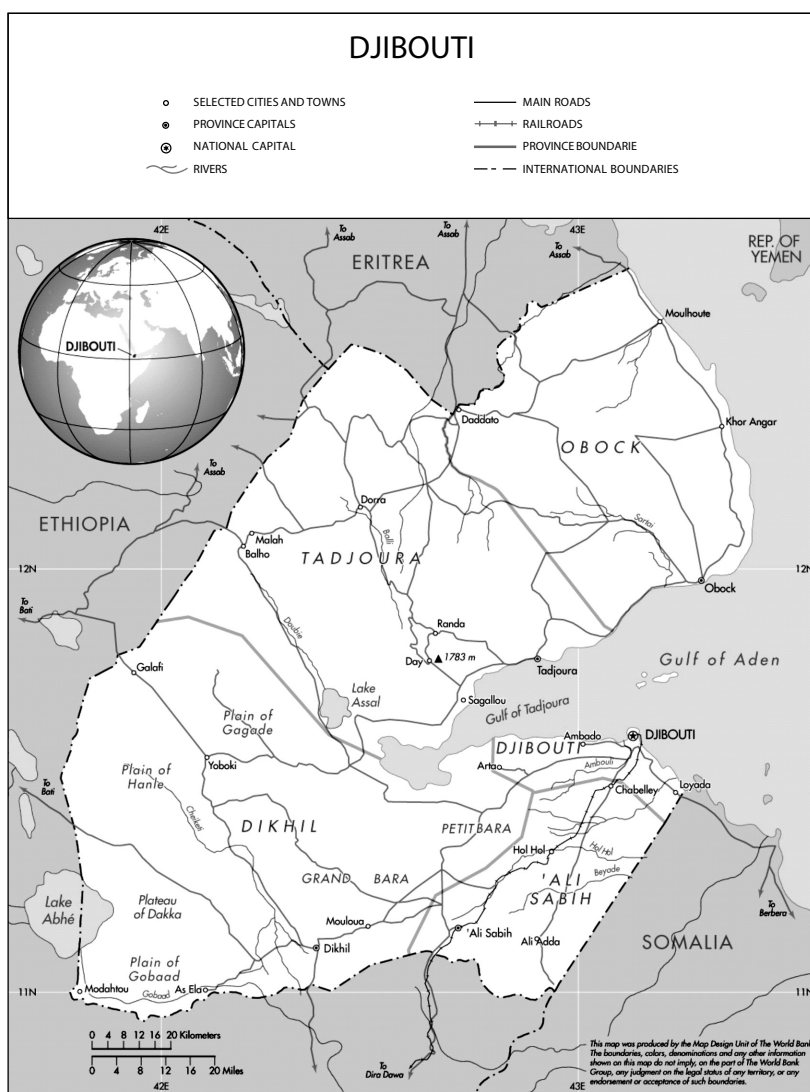 DJIBOUTI
SELECTED CITIES AND TOWNS
PROVINCE CAPITALS
NATIONAL CAPITAL
RIVERS
MAIN ROADS
RAILROADS
PROVINCE BOUNDARIE
INTERNATIONAL BOUNDARIES
42E
43E
To
Assab
To
Assab
To
Assab
REP. OF
YEMEN
ERITREA
DJIBOUTI
Moulhoute
Daddato
Khor Angar
OBOCK
To
Assab
ETHIOPIA
Dorra
Sartai
Malah
Balho
Balli
TADJOURA
12N
12N
Obock
To
Bati
Doubie
Randa
Day
1783 m
Tadjoura
Galafi
Gulf of Aden
Lake
Assal
Sagallou
Gulf of Tadjoura
Plain of
Gagade
Ambado
DJIBOUTI
DJIBOUTI
Yoboki
Artao
Ambouli
Plain of
Hanle
To
Bati
Chabelley
Loyada
Cheiketi
DIKHIL
PETITBARA
Hol Hol
Hol Hol
Beyade
GRAND BARA
'ALI
SABIH
Lake
Abhé
Plateau
of Dakka
To
Berbera
Mouloua
'Ali Sabih
Ali Adda
SOMALIA
Dikhil
Plain of
Gobaad
Modahtou
Gobaad
As Ela
11N
11N
0 4 8 12 16 20 Kilometers
0 4 8 12 16 20 Miles
To
Dira Dawa
42E
43E
This map was produced by the Map Design Unit of The World Bank
The boundaries, colors, denominations and any other information
shown on this map do not imply, on the part of The World Bank
Group, any judgment on the legal status of any territory, or any
endorsement or acceptance of such boundaries.